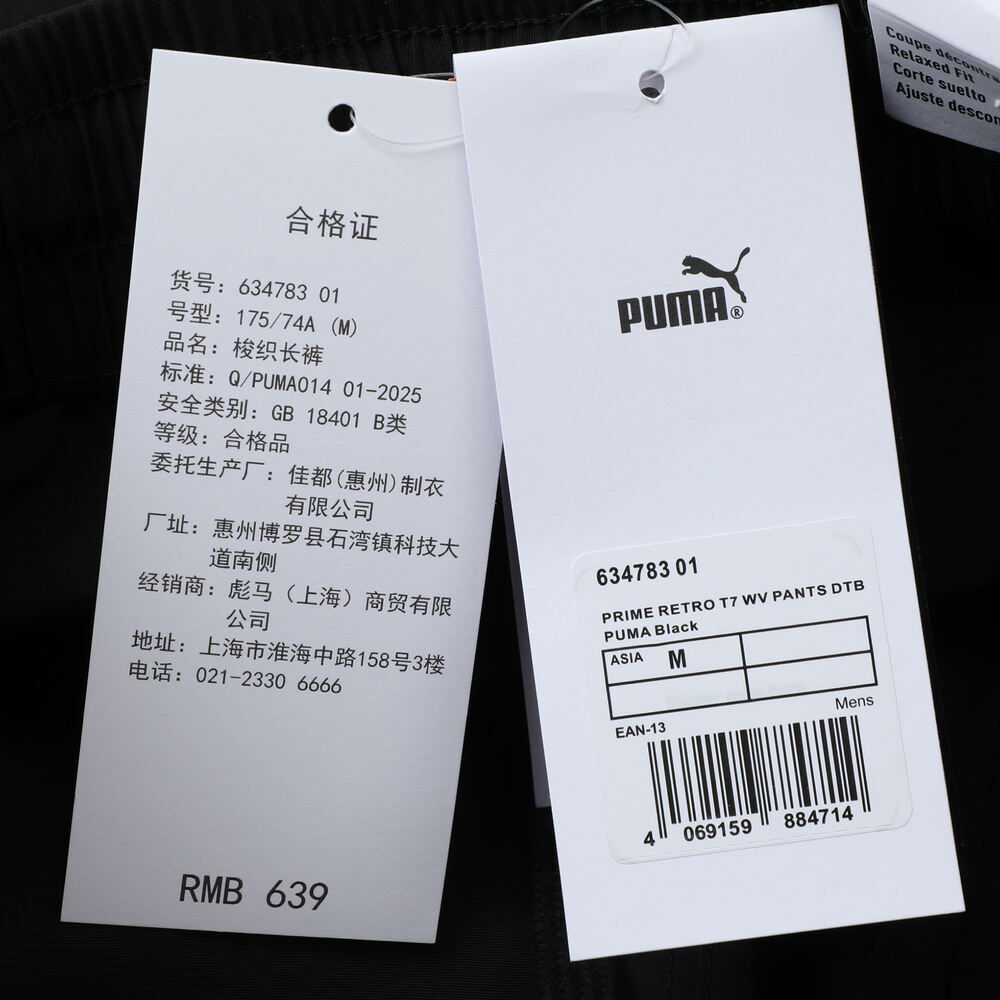 合格证
货号：634783 01
号型：175/74A (M)
品名：梭织长裤
标准：Q/PUMA014 01-2025
安全类别：GB 18401 B类
等级：合格品
委托生产厂：佳都(惠州)制衣
有限公司
厂址：惠州博罗县石湾镇科技大
道南侧
经销商：彪马（上海）商贸有限
公司
地址：上海市淮海中路158号3楼
电话：021-2330 6666
RMB 639
PUMA®
634783 01
PRIME RETRO T7 WV PANTS DTB
PUMA Black
ASIA M
Mens
EAN-13
4 069159 884714
Coupe
Relaxed Fit
Corte suelto
Ajuste